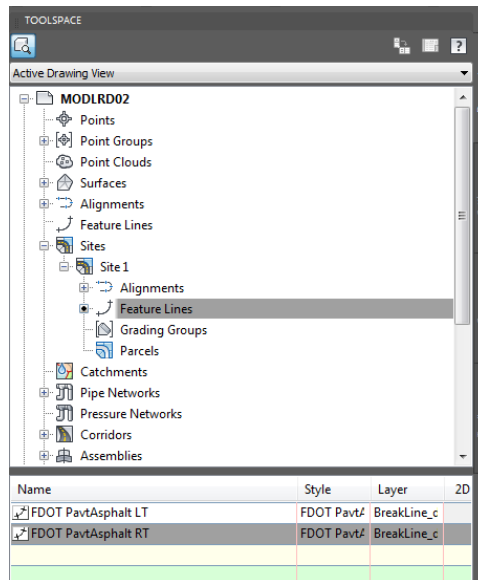 TOOLSPACE
?
Active Drawing View
MODLRD02
Points
Point Groups
Point Clouds
Surfaces
Alignments
Feature Lines
Sites
Site 1
Alignments
Feature Lines
Grading Groups
Parcels
Catchments
Pipe Networks
Pressure Networks
Corridors
Assemblies
Name Style Layer 2D
FDOT PavtAsphalt LT FDOT PavtA BreakLine_c
FDOT PavtAsphalt RT FDOT PavtA BreakLine_c